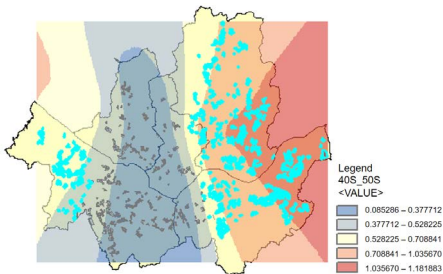 Legend
40S_50S
<VALUE>
0.085286 – 0.377712
0.377712 – 0.528225
0.528225 – 0.708841
0.708841 – 1.035670
1.035670 – 1.181983